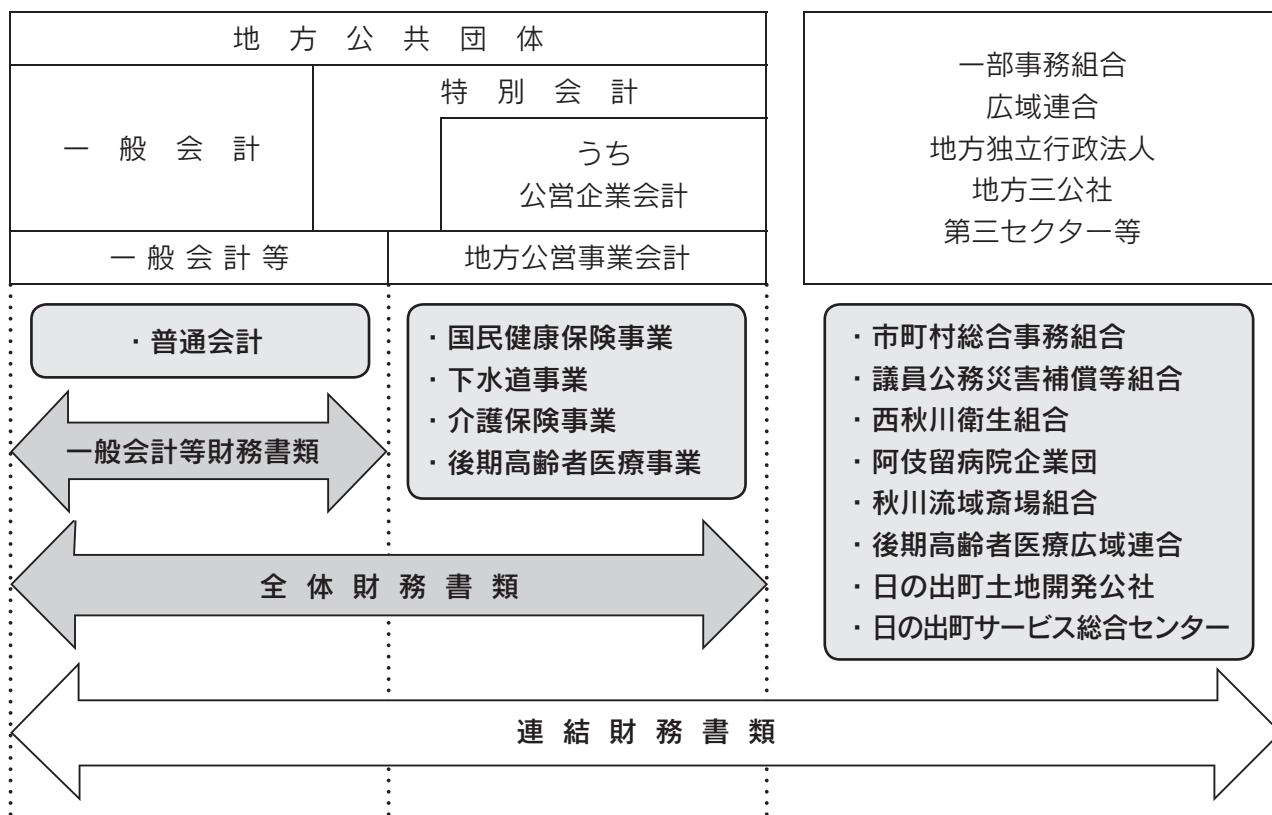 地方公共団体
一般会計
特別会計
うち
公営企業会計
一般会計等
地方公営事業会計
一部事務組合
広域連合
地方独立行政法人
地方三公社
第三セクター等
・普通会計
・国民健康保険事業
・下水道事業
・介護保険事業
・後期高齢者医療事業
・市町村総合事務組合
・議員公務災害補償等組合
・西秋川衛生組合
・阿伎留病院企業団
・秋川流域斎場組合
・後期高齢者医療広域連合
・日の出町土地開発公社
・日の出町サービス総合センター
一般会計等財務書類
全体財務書類
連結財務書類